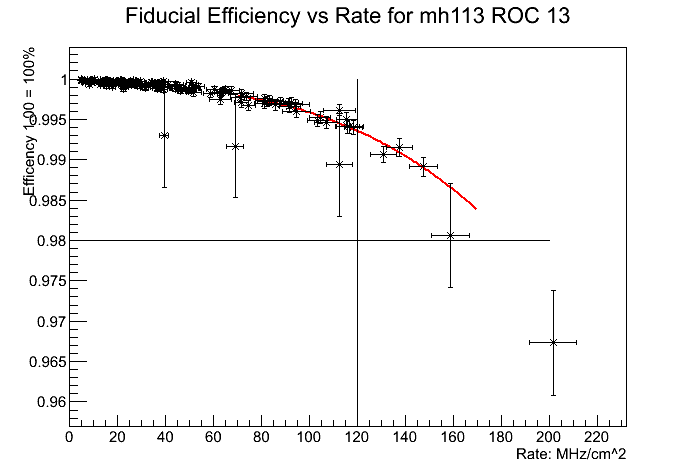 Fiducial Efficiency vs Rate for mh113 ROC 13
Efficency 1.00 = 100%
1
0.995
0.99
0.985
0.98
0.975
0.97
0.965
0.96
0 20 40 60 80 100 120 140 160 180 200 220
Rate: MHz/cm^2